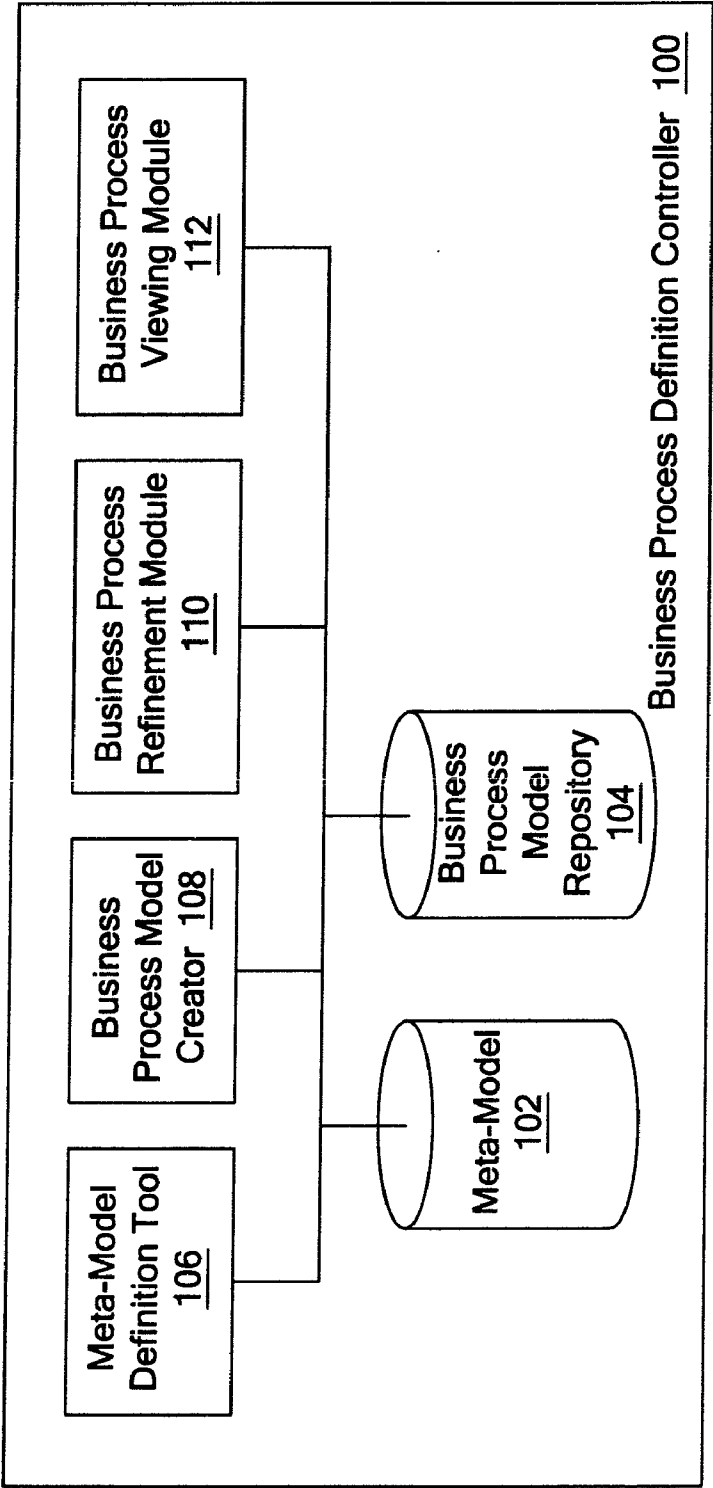 Meta-Model
Definition Tool
106
Business
Process Model
Creator 108
Business Process
Refinement Module
110
Business Process
Viewing Module
112
Meta-Model
102
Business
Process
Model
Repository
104
Business Process Definition Controller 100